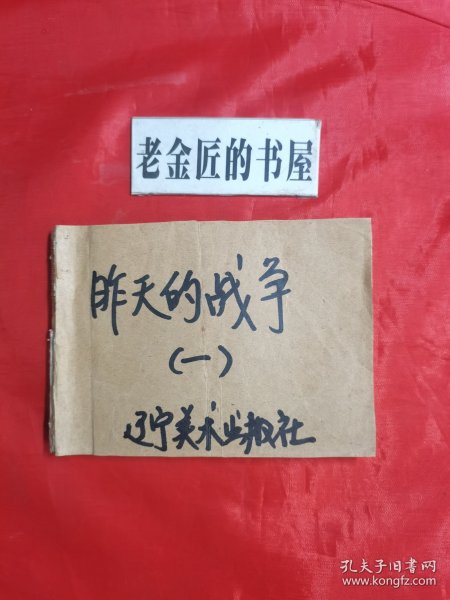 老金匠的书屋
昨天的战争
(一)
辽宁美术出版社
孔夫子旧书网
www.kongfz.com